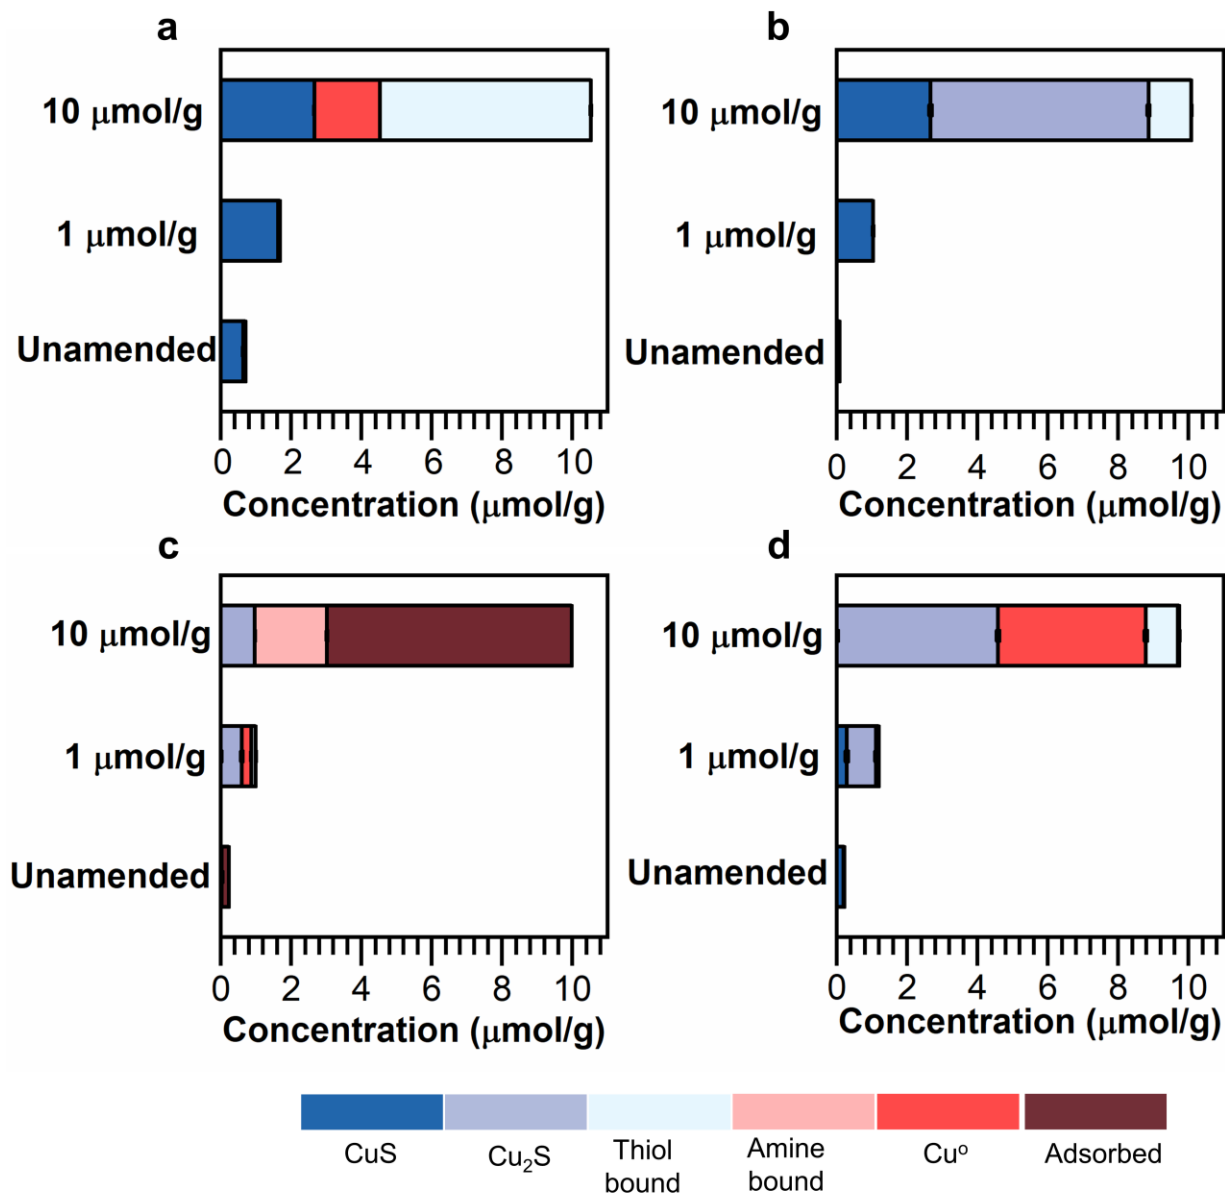 a
10 μmol/g
1 μmol/g
Unamended
0 2 4 6 8 10
Concentration (μmol/g)
b
10 μmol/g
1 μmol/g
Unamended
0 2 4 6 8 10
Concentration (μmol/g)
c
10 μmol/g
1 μmol/g
Unamended
0 2 4 6 8 10
Concentration (μmol/g)
d
10 μmol/g
1 μmol/g
Unamended
0 2 4 6 8 10
Concentration (μmol/g)
CuS
Cu₂S
Thiol
bound
Amine
bound
Cuᵒ
Adsorbed